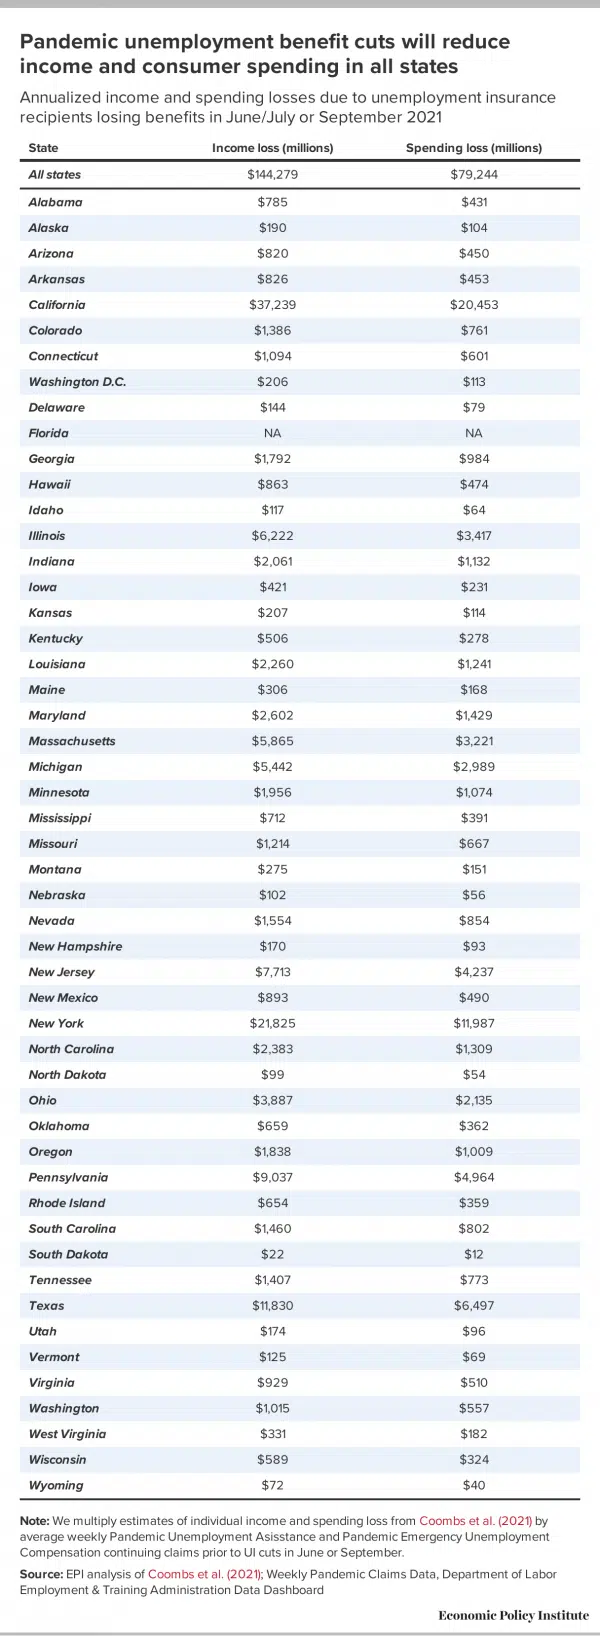 Pandemic unemployment benefit cuts will reduce
income and consumer spending in all states
Annualized income and spending losses due to unemployment insurance
recipients losing benefits in June/July or September 2021
State Income loss (millions) Spending loss (millions)
All states $144,279 $79,244
Alabama $785 $431
Alaska $190 $104
Arizona $820 $450
Arkansas $826 $453
California $37,239 $20,453
Colorado $1,386 $761
Connecticut $1,094 $601
Washington D.C. $206 $113
Delaware $144 $79
Florida NA NA
Georgia $1,792 $984
Hawaii $863 $474
Idaho $117 $64
Illinois $6,222 $3,417
Indiana $2,061 $1,132
Iowa $421 $231
Kansas $207 $114
Kentucky $506 $278
Louisiana $2,260 $1,241
Maine $306 $168
Maryland $2,602 $1,429
Massachusetts $5,865 $3,221
Michigan $5,442 $2,989
Minnesota $1,956 $1,074
Mississippi $712 $391
Missouri $1,214 $667
Montana $275 $151
Nebraska $102 $56
Nevada $1,554 $854
New Hampshire $170 $93
New Jersey $7,713 $4,237
New Mexico $893 $490
New York $21,825 $11,987
North Carolina $2,383 $1,309
North Dakota $99 $54
Ohio $3,887 $2,135
Oklahoma $659 $362
Oregon $1,838 $1,009
Pennsylvania $9,037 $4,964
Rhode Island $654 $359
South Carolina $1,460 $802
South Dakota $22 $12
Tennessee $1,407 $773
Texas $11,830 $6,497
Utah $174 $96
Vermont $125 $69
Virginia $929 $510
Washington $1,015 $557
West Virginia $331 $182
Wisconsin $589 $324
Wyoming $72 $40
Note: We multiply estimates of individual income and spending loss from Coombs et al. (2021) by
average weekly Pandemic Unemployment Asisstance and Pandemic Emergency Unemployment
Compensation continuing claims prior to UI cuts in June or September.
Source: EPI analysis of Coombs et al. (2021); Weekly Pandemic Claims Data, Department of Labor
Employment & Training Administration Data Dashboard
Economic Policy Institute